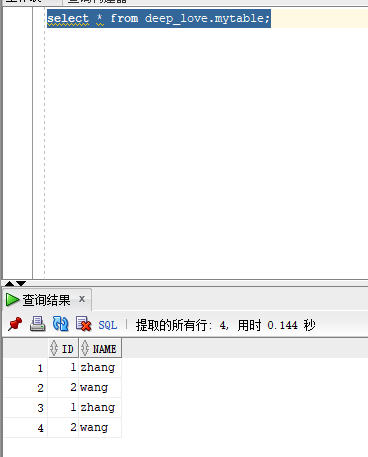 select * from deep_love.mytable;
查询结果 x
SQL | 提取的所有行: 4, 用时 0.144 秒
ID NAME
1 1 zhang
2 2 wang
3 1 zhang
4 2 wang